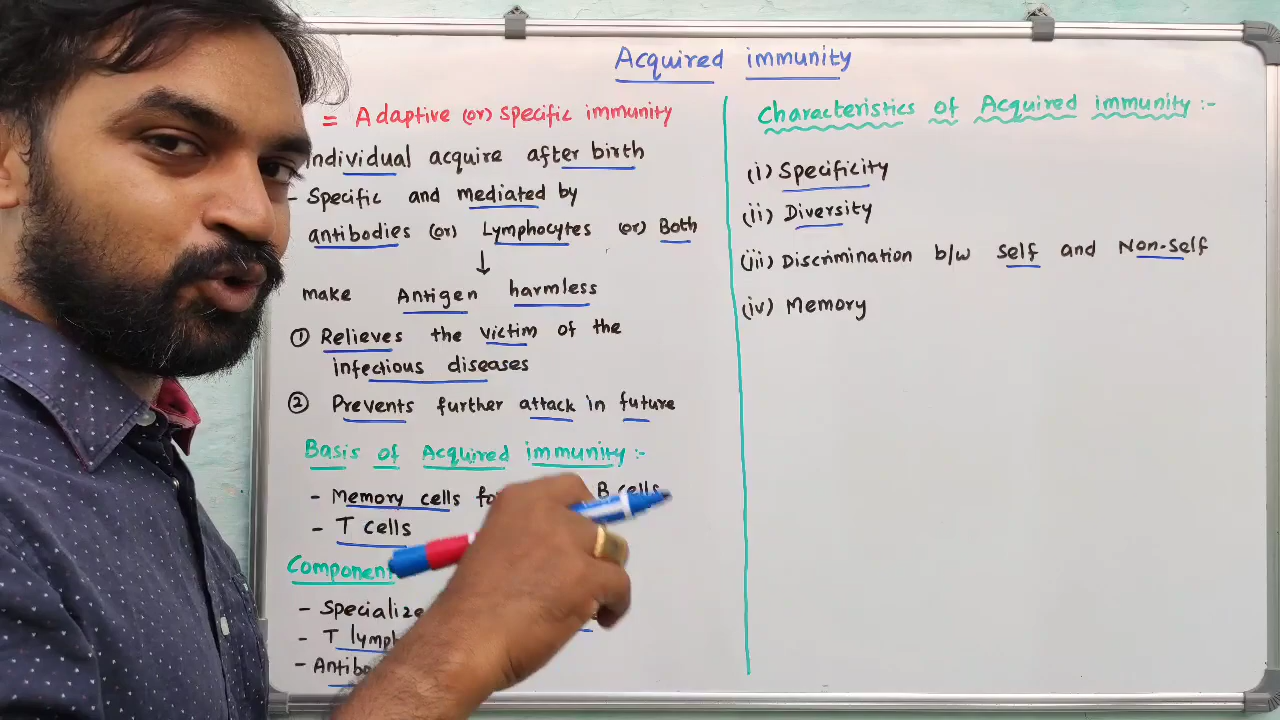 Acquired immunity
= Adaptive (or) Specific immunity
Individual acquire after birth
- Specific and mediated by
antibodies (or) Lymphocytes (or) Both
↓
make Antigen harmless
① Relieves the victim of the
infectious diseases
② Prevents further attack in future
Basis of Acquired immunity :-
- Memory cells B cells
- T cells
- T
Characteristics of Acquired immunity :-
(i) Specificity
(ii) Diversity
(iii) Discrimination b/w self and Non-self
(iv) Memory